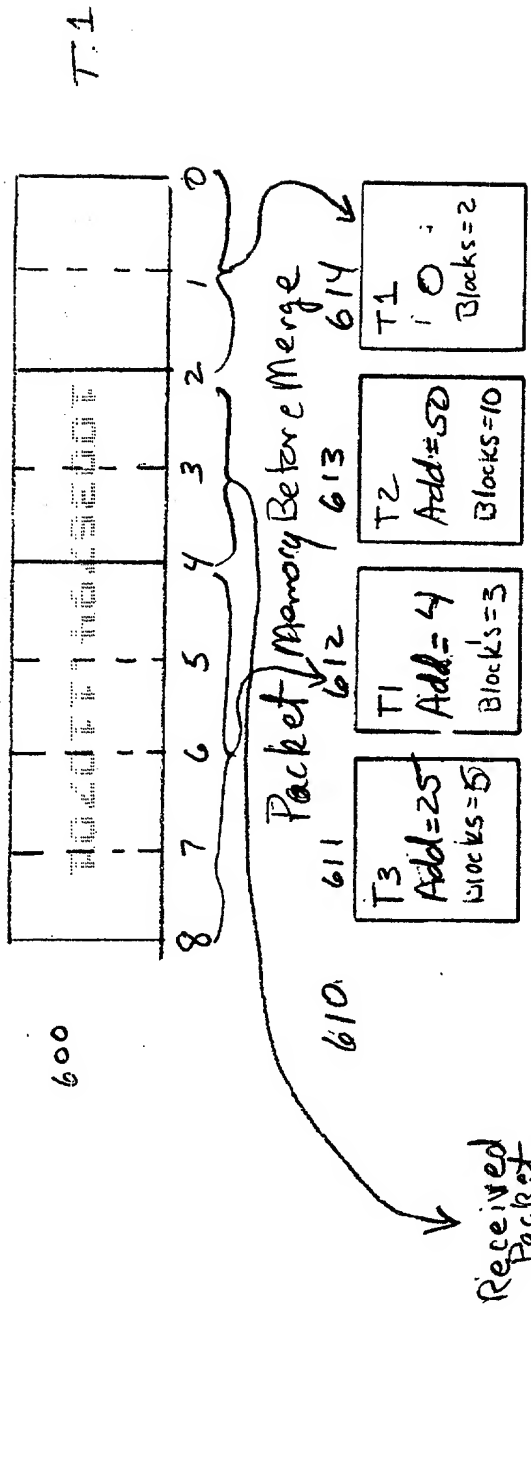 T.1
600
8 7 6 5 4 3 2 1 0
Packet Memory Before Merge
610 611 612 613 614
T3
Add=25
Blocks=5
T1
Add=4
Blocks=3
T2
Add=50
Blocks=10
T1
0
Blocks=2
Received
Packet